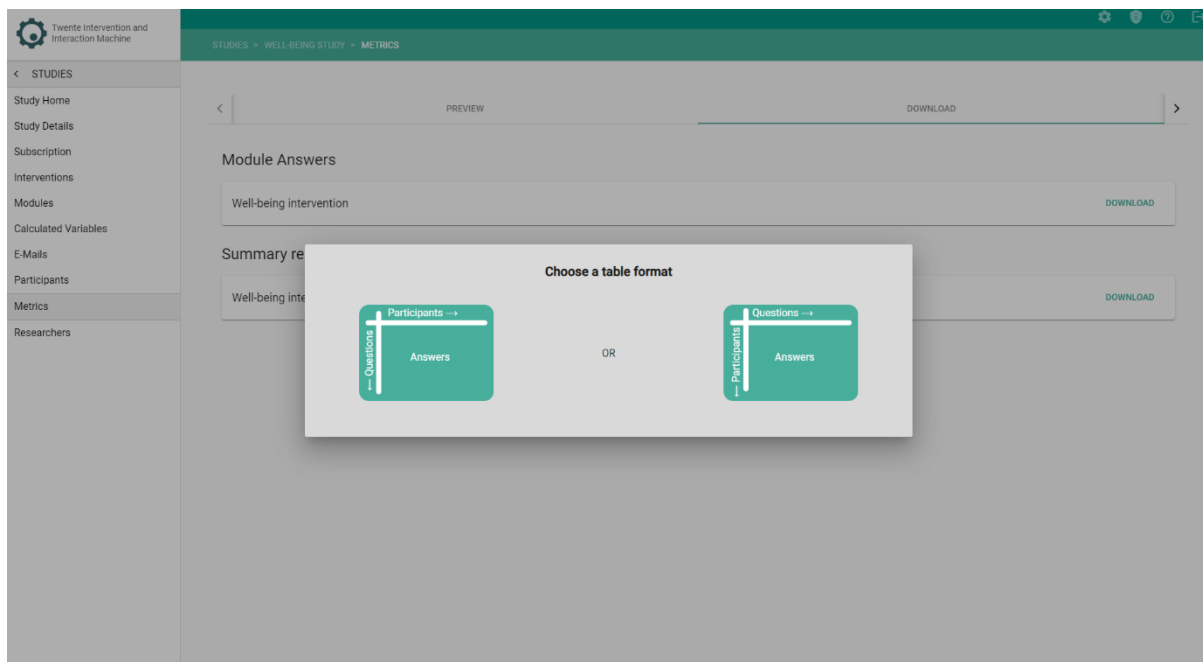 Twente Intervention and
Interaction Machine
STUDIES > WELL-BEING STUDY > METRICS
< STUDIES
Study Home
Study Details
Subscription
Interventions
Modules
Calculated Variables
E-Mails
Participants
Metrics
Researchers
PREVIEW
DOWNLOAD
Module Answers
Well-being intervention
DOWNLOAD
Summary re
Well-being inte
DOWNLOAD
Choose a table format
Participants →
← Questions
Answers
OR
Questions →
← Participants
Answers